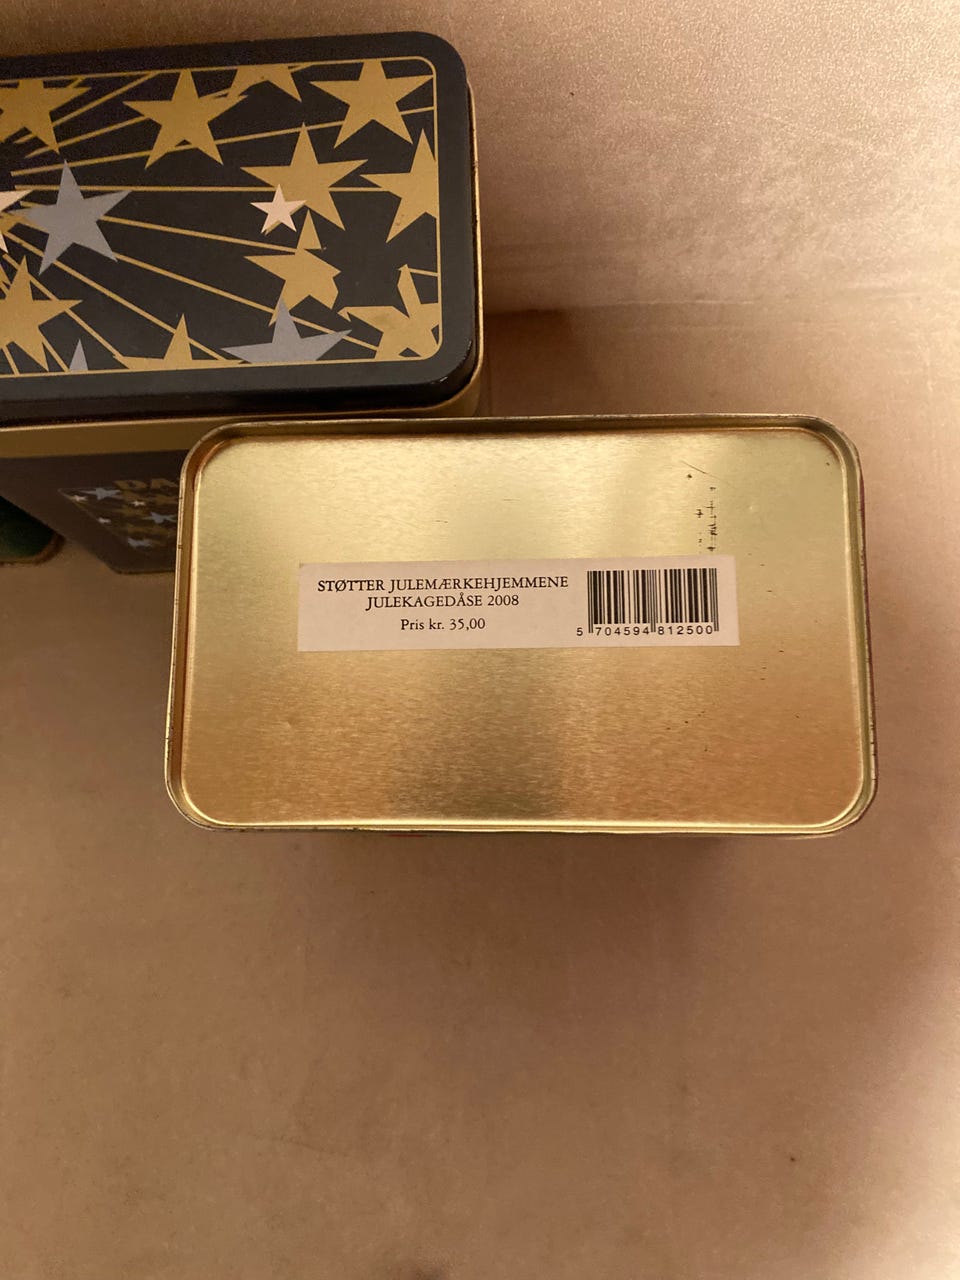 STØTTER JULEMÆRKEHJEMMENE
JULEKAGEDÅSE 2008
Pris kr. 35,00
5 704594 812500